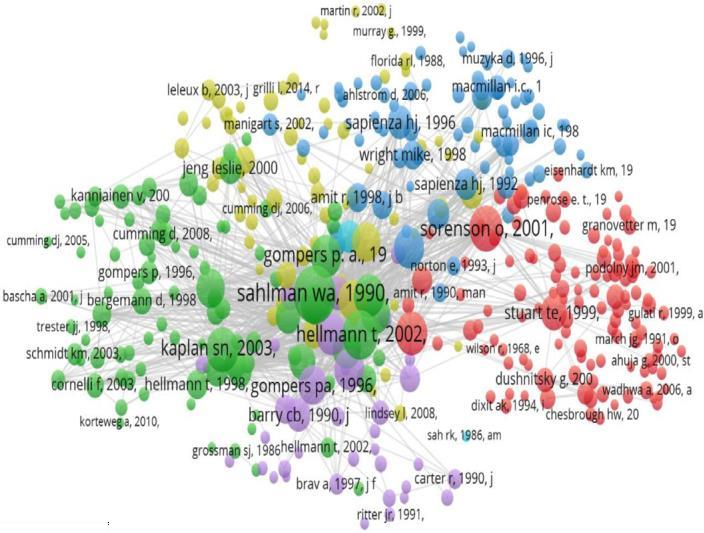 martin r, 2002, j
murray g., 1999,
florida rl, 1988,
muzyka d, 1996, j
leleux b, 2003, j
grilli l, 2014, r
ahlstrom d, 2006,
macmillan i.c., 1
manigart s, 2002,
sapienza hj, 1996
macmillan ic, 198
wright mike, 1998
jeng leslie, 2000
eisenhardt km, 19
sapienza hj, 1992
kanniainen v, 200
amit r, 1998, j b
penrose e. t., 19
cumming dj, 2006,
granovetter m, 19
sorenson o, 2001,
cumming d, 2008,
cumming dj, 2005,
gompers p. a., 19
norton e, 1993, j
podolny jm, 2001,
gompers p, 1996,
sahlman wa, 1990,
amit r, 1990, man
bascha a, 2001, j
bergemann d, 1998
stuart te, 1999,
gulati r, 1999, a
trester jj, 1998,
hellmann t, 2002,
march jg, 1991, o
kaplan sn, 2003,
wilson r, 1968, e
schmidt km, 2003,
ahuja g, 2000, st
cornelli f, 2003,
hellmann t, 1998,
gompers pa, 1996,
dushnitsky g, 200
wadhwa a, 2006, a
dixit ak, 1994, i
barry cb, 1990, j
lindsey l, 2008,
chesbrough hw, 20
korteweg a, 2010,
sah rk, 1986, am
grossman sj, 1986
hellmann t, 2002,
brav a, 1997, j f
carter r, 1990, j
ritter jr, 1991,